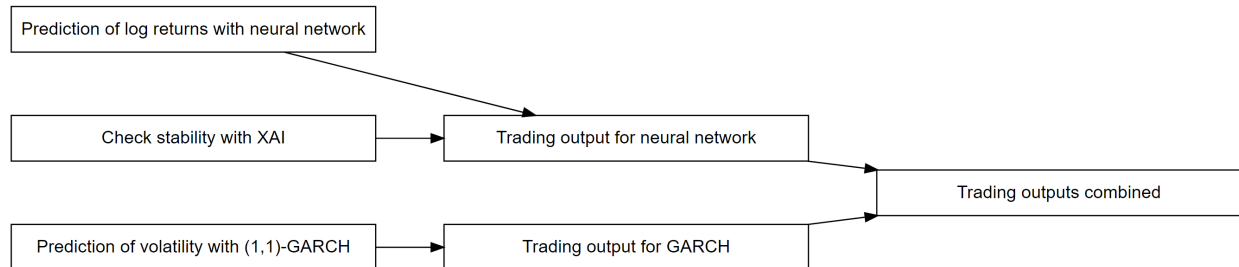 Prediction of log returns with neural network
Check stability with XAI
Trading output for neural network
Trading outputs combined
Prediction of volatility with (1,1)-GARCH
Trading output for GARCH